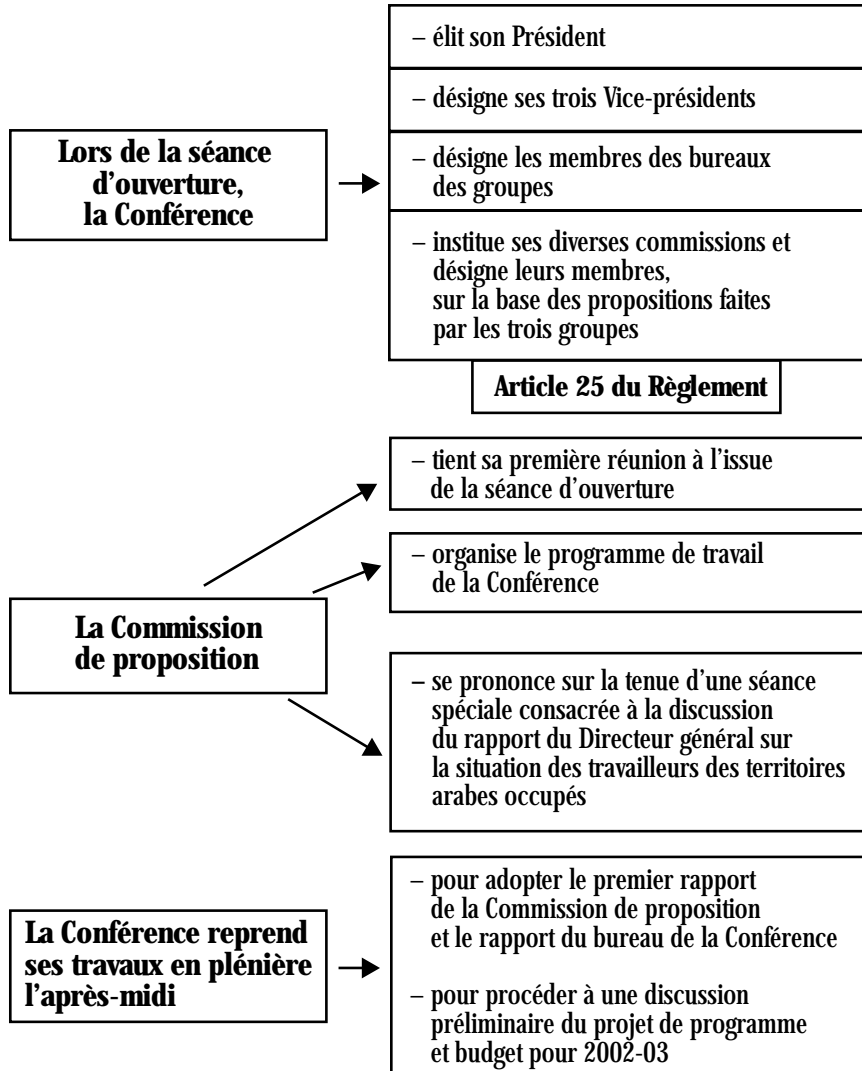 Lors de la séance
d’ouverture,
la Conférence
– élit son Président
– désigne ses trois Vice-présidents
– désigne les membres des bureaux
des groupes
– institue ses diverses commissions et
désigne leurs membres,
sur la base des propositions faites
par les trois groupes
Article 25 du Règlement
La Commission
de proposition
– tient sa première réunion à l’issue
de la séance d’ouverture
– organise le programme de travail
de la Conférence
– se prononce sur la tenue d’une séance
spéciale consacrée à la discussion
du rapport du Directeur général sur
la situation des travailleurs des territoires
arabes occupés
La Conférence reprend
ses travaux en plénière
l’après-midi
– pour adopter le premier rapport
de la Commission de proposition
et le rapport du bureau de la Conférence
– pour procéder à une discussion
préliminaire du projet de programme
et budget pour 2002-03